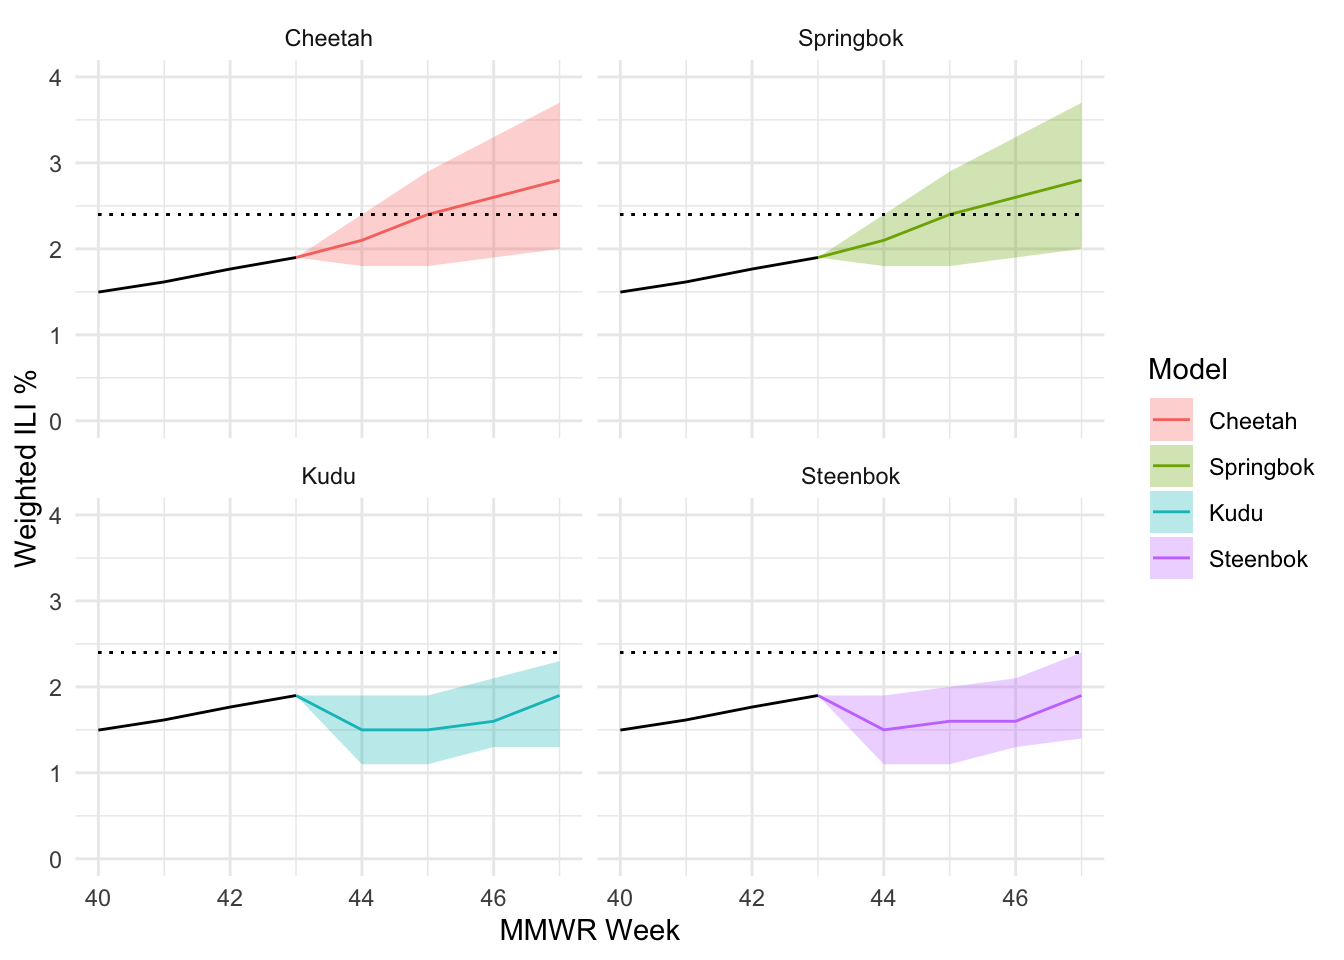 Cheetah
Springbok
4
3
2
1
0
Kudu
Steenbok
4
3
2
1
0
40
42
44
46
40
42
44
46
MMWR Week
Weighted ILI %
Model
Cheetah
Springbok
Kudu
Steenbok